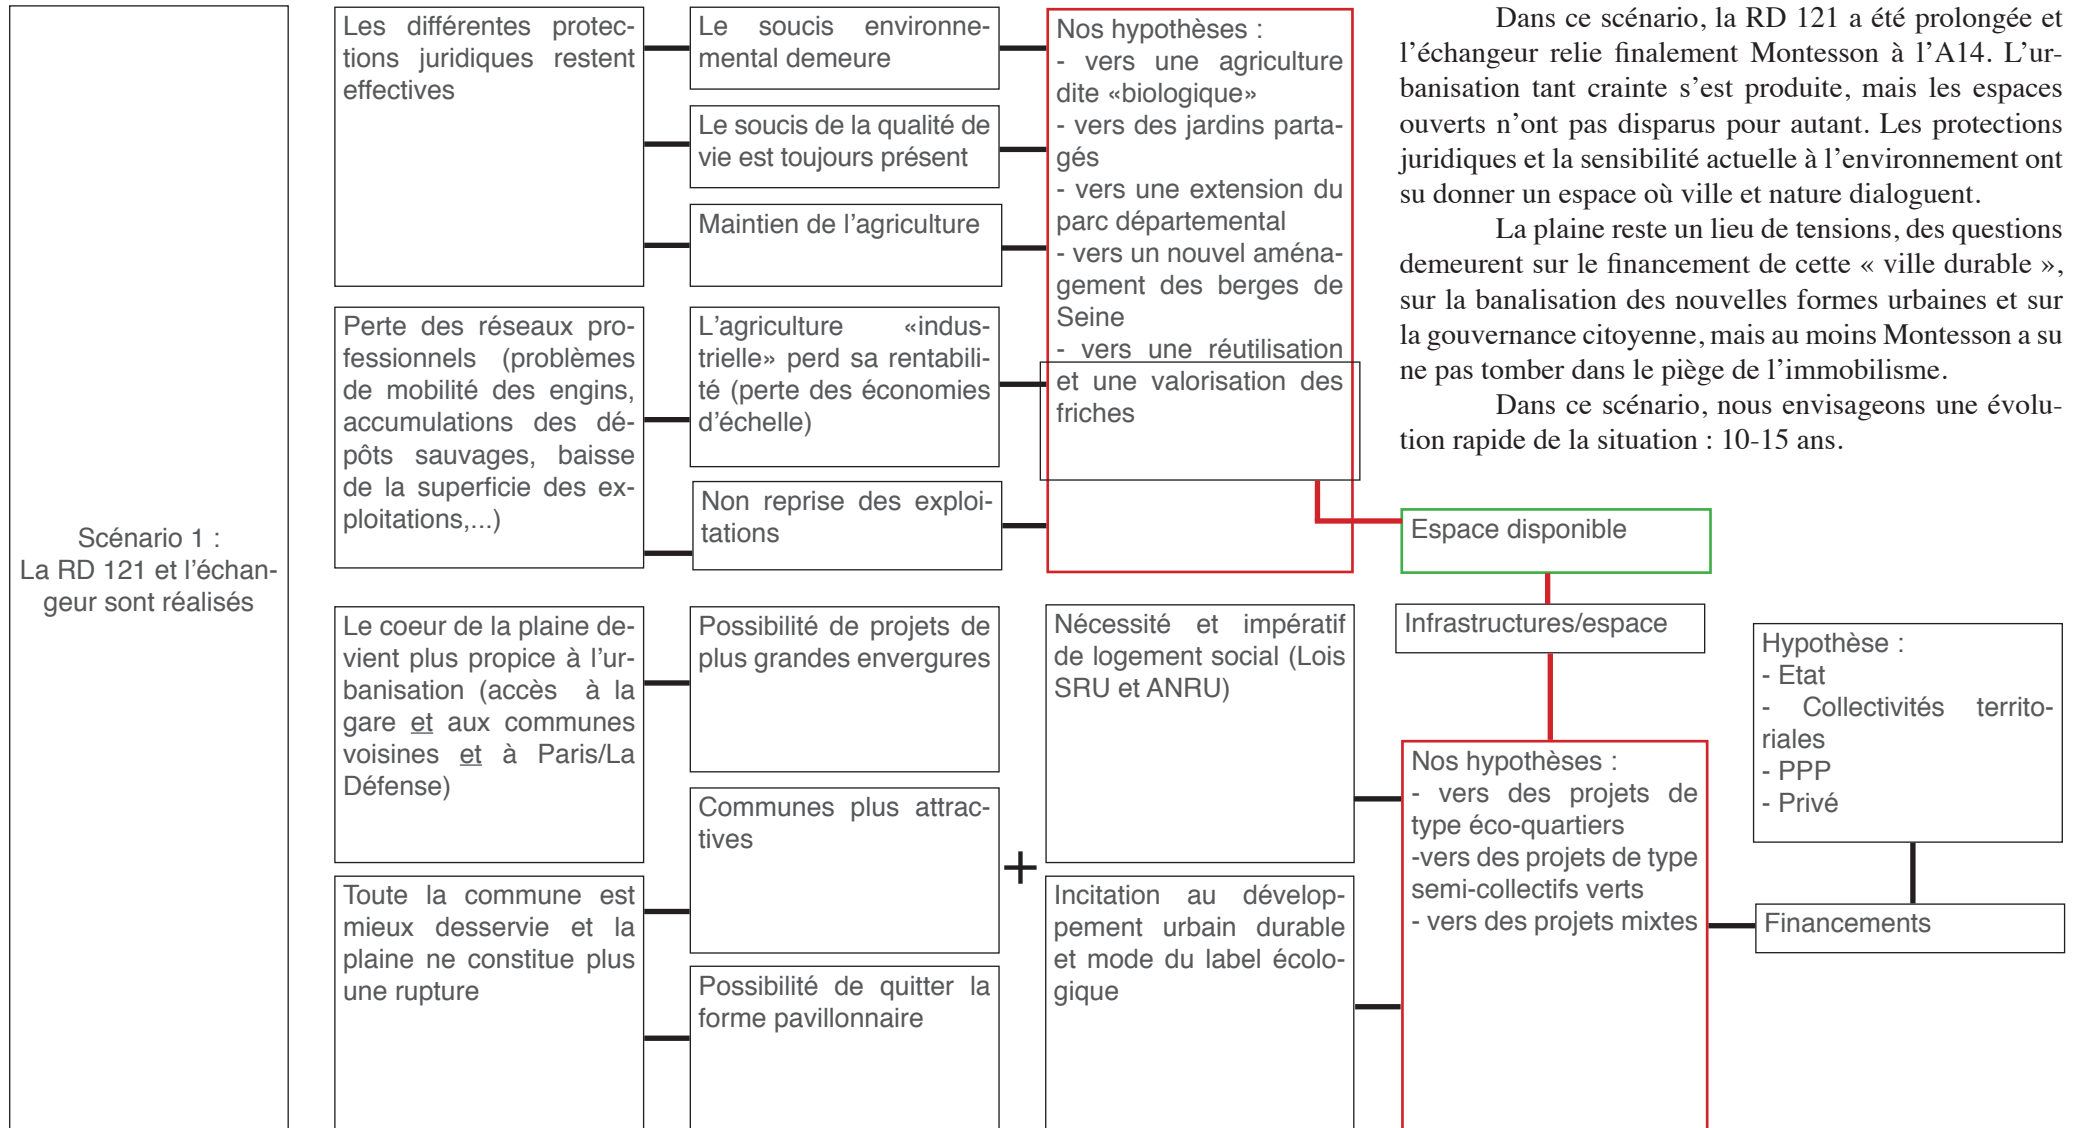 Scénario 1 :
La RD 121 et l'échan-
geur sont réalisés
Les différentes protec-
tions juridiques restent
effectives
Le soucis environne-
mental demeure
Le soucis de la qualité de
vie est toujours présent
Maintien de l'agriculture
Perte des réseaux pro-
fessionnels (problèmes
de mobilité des engins,
accumulations des dé-
pôts sauvages, baisse
de la superficie des ex-
ploitations,...)
L'agriculture «indus-
trielle» perd sa rentabili-
té (perte des économies
d'échelle)
Non reprise des exploi-
tations
Nos hypothèses :
- vers une agriculture
dite «biologique»
- vers des jardins parta-
gés
- vers une extension du
parc départemental
- vers un nouvel aména-
gement des berges de
Seine
- vers une réutilisation
et une valorisation des
friches
Dans ce scénario, la RD 121 a été prolongée et
l'échangeur relie finalement Montesson à l'A14. L'ur-
banisation tant crainte s'est produite, mais les espaces
ouverts n'ont pas disparus pour autant. Les protections
juridiques et la sensibilité actuelle à l'environnement ont
su donner un espace où ville et nature dialoguent.
La plaine reste un lieu de tensions, des questions
demeurent sur le financement de cette « ville durable »,
sur la banalisation des nouvelles formes urbaines et sur
la gouvernance citoyenne, mais au moins Montesson a su
ne pas tomber dans le piège de l'immobilisme.
Dans ce scénario, nous envisageons une évolu-
tion rapide de la situation : 10-15 ans.
Espace disponible
Infrastructures/espace
Le coeur de la plaine de-
vient plus propice à l'ur-
banisation (accès à la
gare et aux communes
voisines et à Paris/La
Défense)
Toute la commune est
mieux desservie et la
plaine ne constitue plus
une rupture
Possibilité de projets de
plus grandes envergures
Communes plus attrac-
tives
Possibilité de quitter la
forme pavillonnaire
+
Nécessité et impératif
de logement social (Lois
SRU et ANRU)
Incitation au dévelop-
pement urbain durable
et mode du label écolo-
gique
Nos hypothèses :
- vers des projets de
type éco-quartiers
-vers des projets de type
semi-collectifs verts
- vers des projets mixtes
Hypothèse :
- Etat
- Collectivités territo-
riales
- PPP
- Privé
Financements